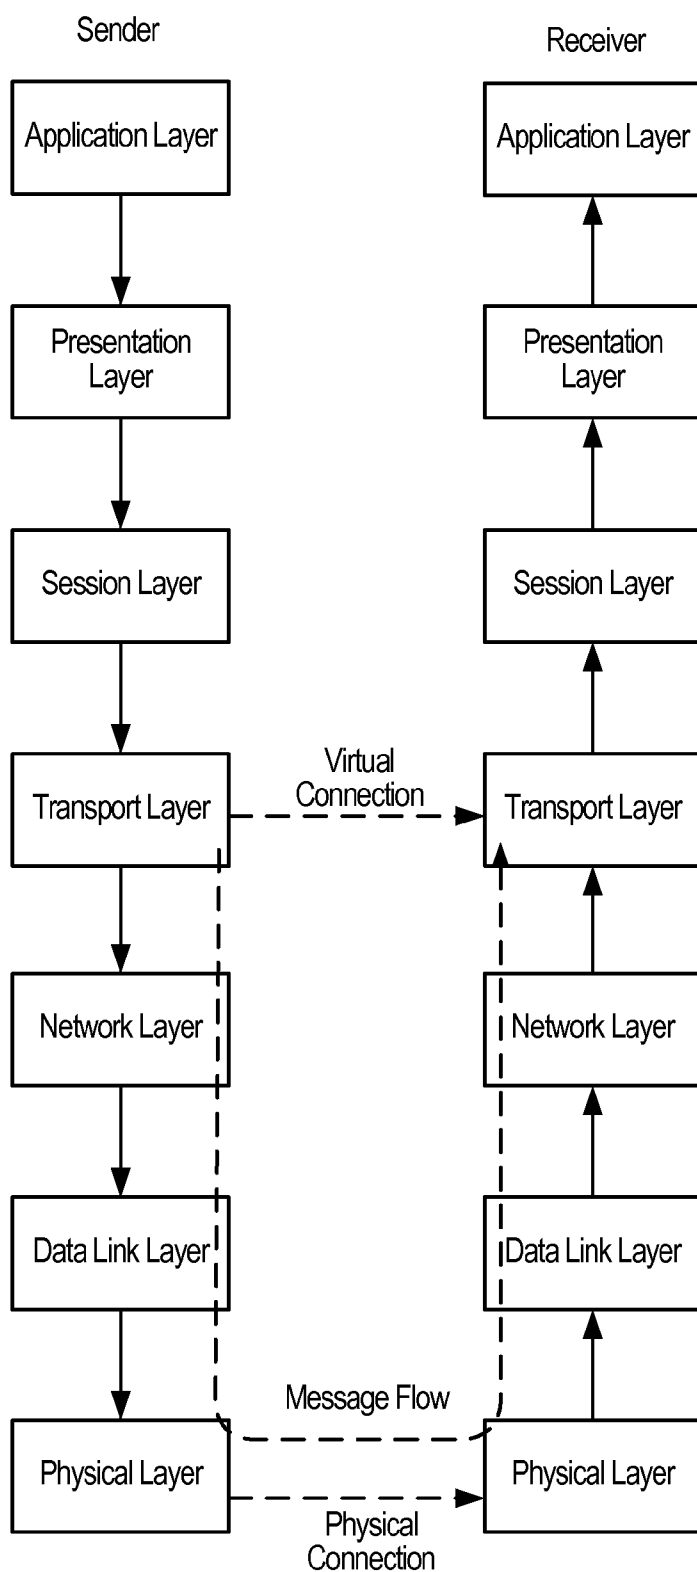 Sender
Receiver
Application Layer
Application Layer
Presentation
Layer
Presentation
Layer
Session Layer
Session Layer
Virtual
Connection
Transport Layer
Transport Layer
Network Layer
Network Layer
Data Link Layer
Data Link Layer
Message Flow
Physical Layer
Physical Layer
Physical
Connection